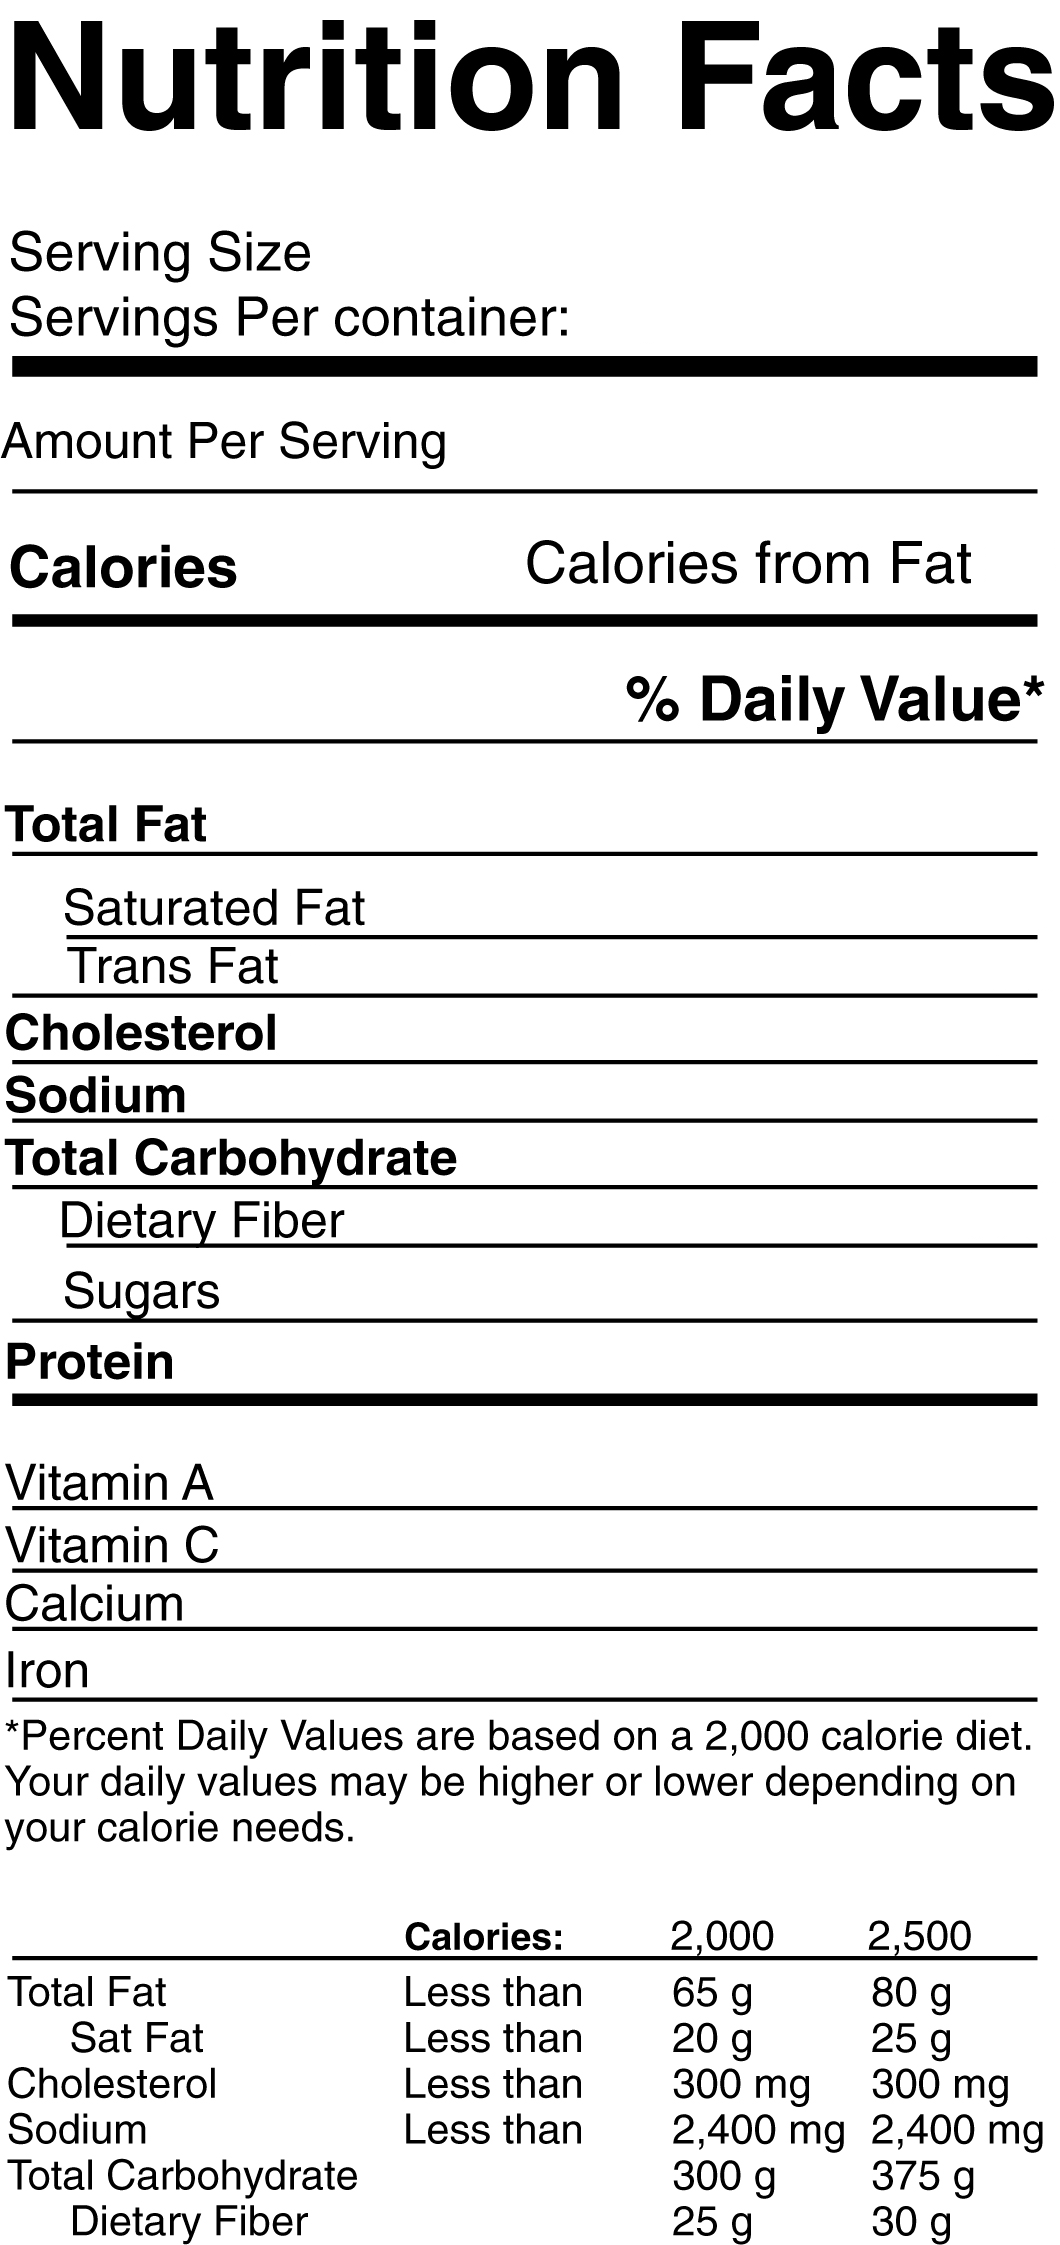 Nutrition Facts
Serving Size
Servings Per container:
Amount Per Serving
Calories Calories from Fat
% Daily Value*
Total Fat
Saturated Fat
Trans Fat
Cholesterol
Sodium
Total Carbohydrate
Dietary Fiber
Sugars
Protein
Vitamin A
Vitamin C
Calcium
Iron
*Percent Daily Values are based on a 2,000 calorie diet.
Your daily values may be higher or lower depending on
your calorie needs.
Calories: 2,000 2,500
Total Fat Less than 65 g 80 g
Sat Fat Less than 20 g 25 g
Cholesterol Less than 300 mg 300 mg
Sodium Less than 2,400 mg 2,400 mg
Total Carbohydrate 300 g 375 g
Dietary Fiber 25 g 30 g